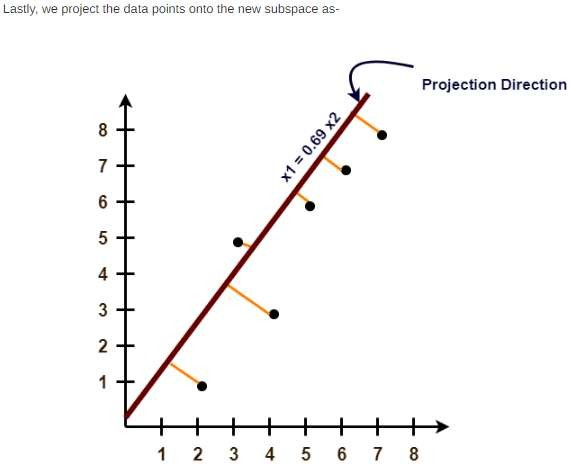 Lastly, we project the data points onto the new subspace as-
Projection Direction
x1 = 0.69 x2
8
7
6
5
4
3
2
1
1 2 3 4 5 6 7 8